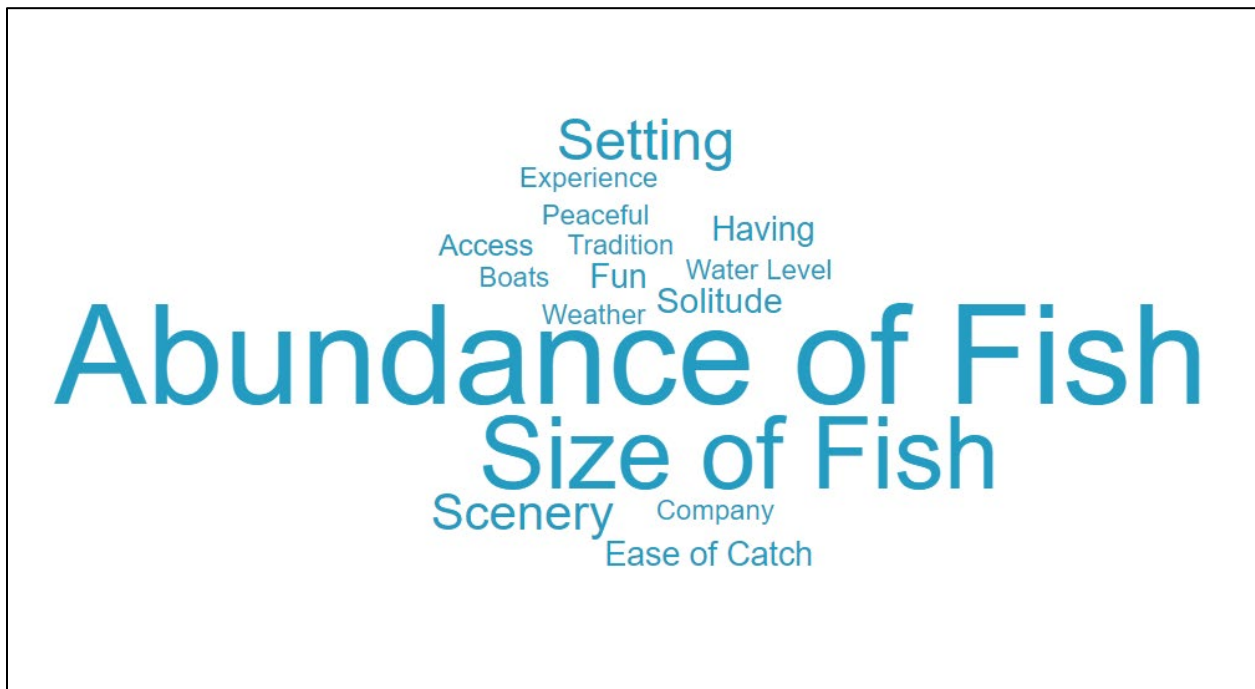 Setting
Experience
Peaceful
Having
Access
Tradition
Boats
Fun
Water Level
Weather
Solitude
Abundance of Fish
Size of Fish
Scenery
Company
Ease of Catch